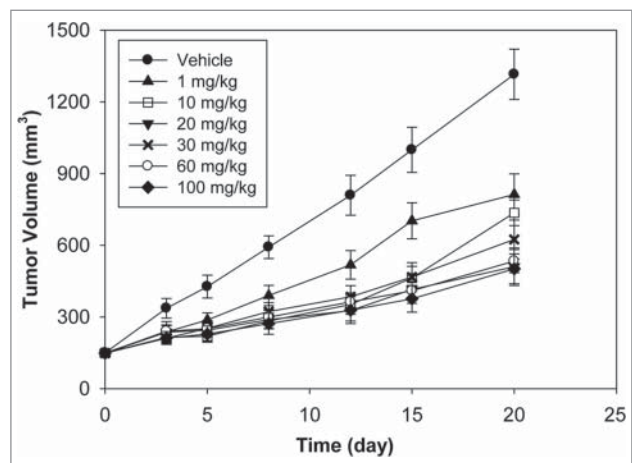 1500
1200
900
600
300
0
Tumor Volume (mm³)
Vehicle
1 mg/kg
10 mg/kg
20 mg/kg
30 mg/kg
60 mg/kg
100 mg/kg
0 5 10 15 20 25
Time (day)